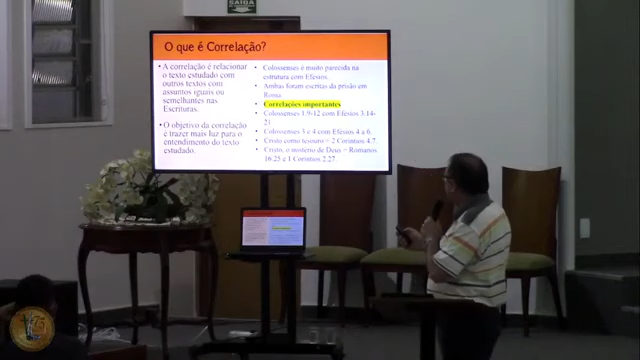 SAÍDA
O que é Correlação?
• A correlação é relacionar
o texto estudado com
outros textos com
assuntos iguais ou
semelhantes nas
Escrituras.
• O objetivo da correlação
é trazer mais luz para o
entendimento do texto
estudado.
• Colossenses é muito parecida na
estrutura com Efésios.
• Ambas foram escritas da prisão em
Roma
• Correlações importantes
• Colossenses 1.9-12 com Efésios 3.14-
21
• Colossenses 3 e 4 com Efésios 4 a 6.
• Cristo como tesouro = 2 Coríntios 4.7.
• Cristo, o mistério de Deus = Romanos
16.25 e 1 Coríntios 2.27.
75